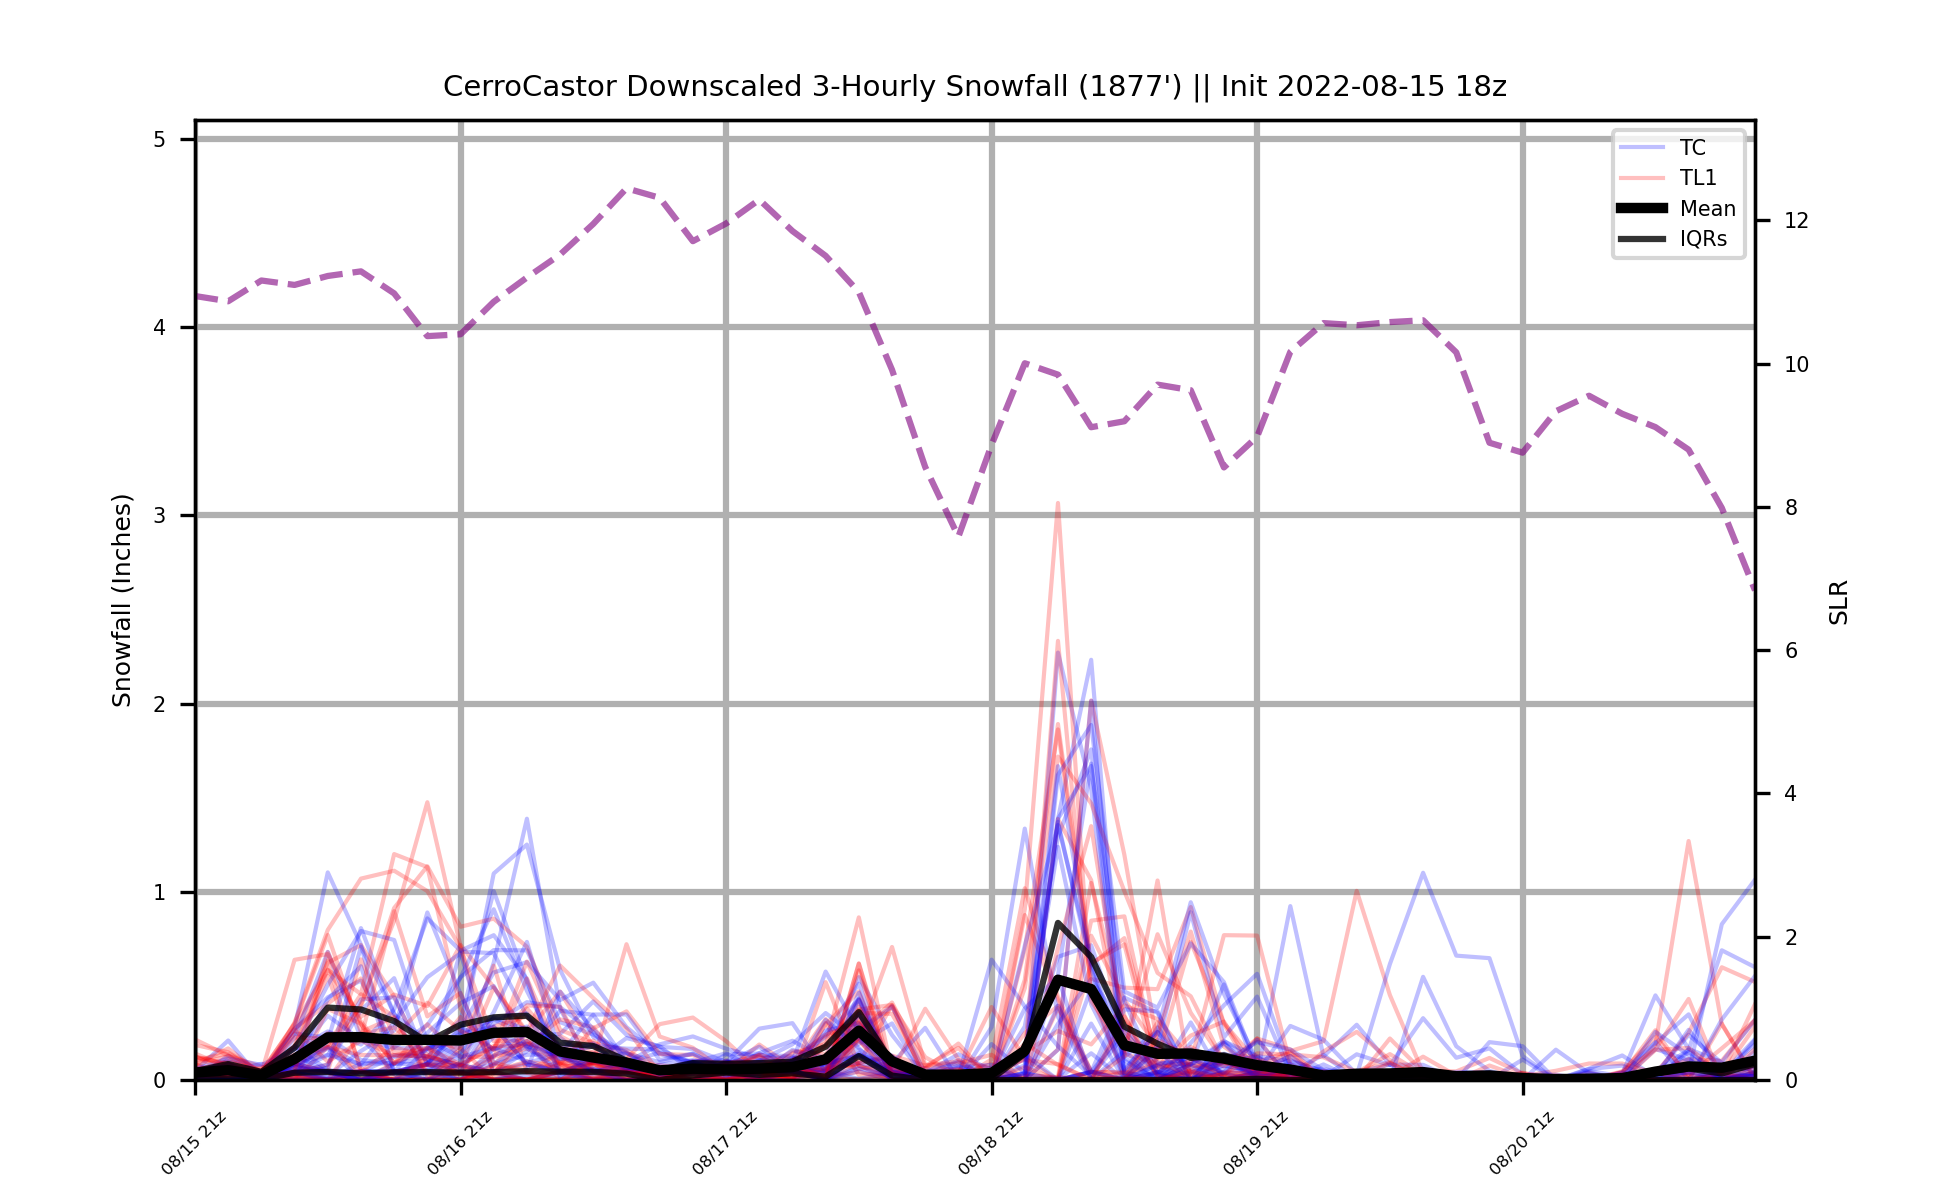 CerroCastor Downscaled 3-Hourly Snowfall (1877') || Init 2022-08-15 18z
TC
TL1
Mean
IQRs
Snowfall (Inches)
5
4
3
2
1
0
12
10
8
6
4
2
0
SLR
08/15 21z
08/16 21z
08/17 21z
08/18 21z
08/19 21z
08/20 21z